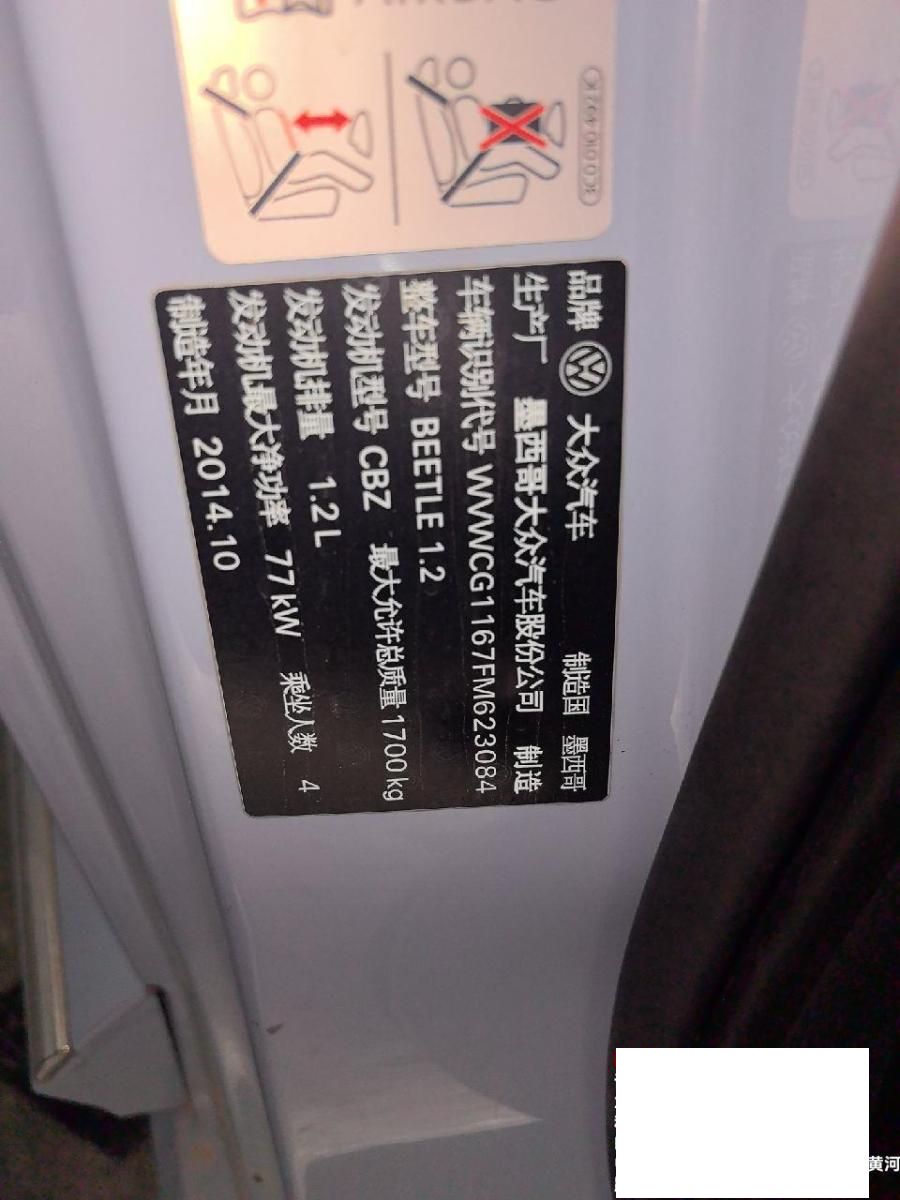 AIRBAG
品牌 大众汽车 制造国 墨西哥
生产厂 墨西哥大众汽车股份公司 制造
车辆识别代号 WVWCG1167FM623084
整车型号 BEETLE 1.2
发动机型号 CBZ 最大允许总质量 1700kg
发动机排量 1.2L
发动机最大净功率 77kW 乘坐人数 4
制造年月 2014.10
黄河